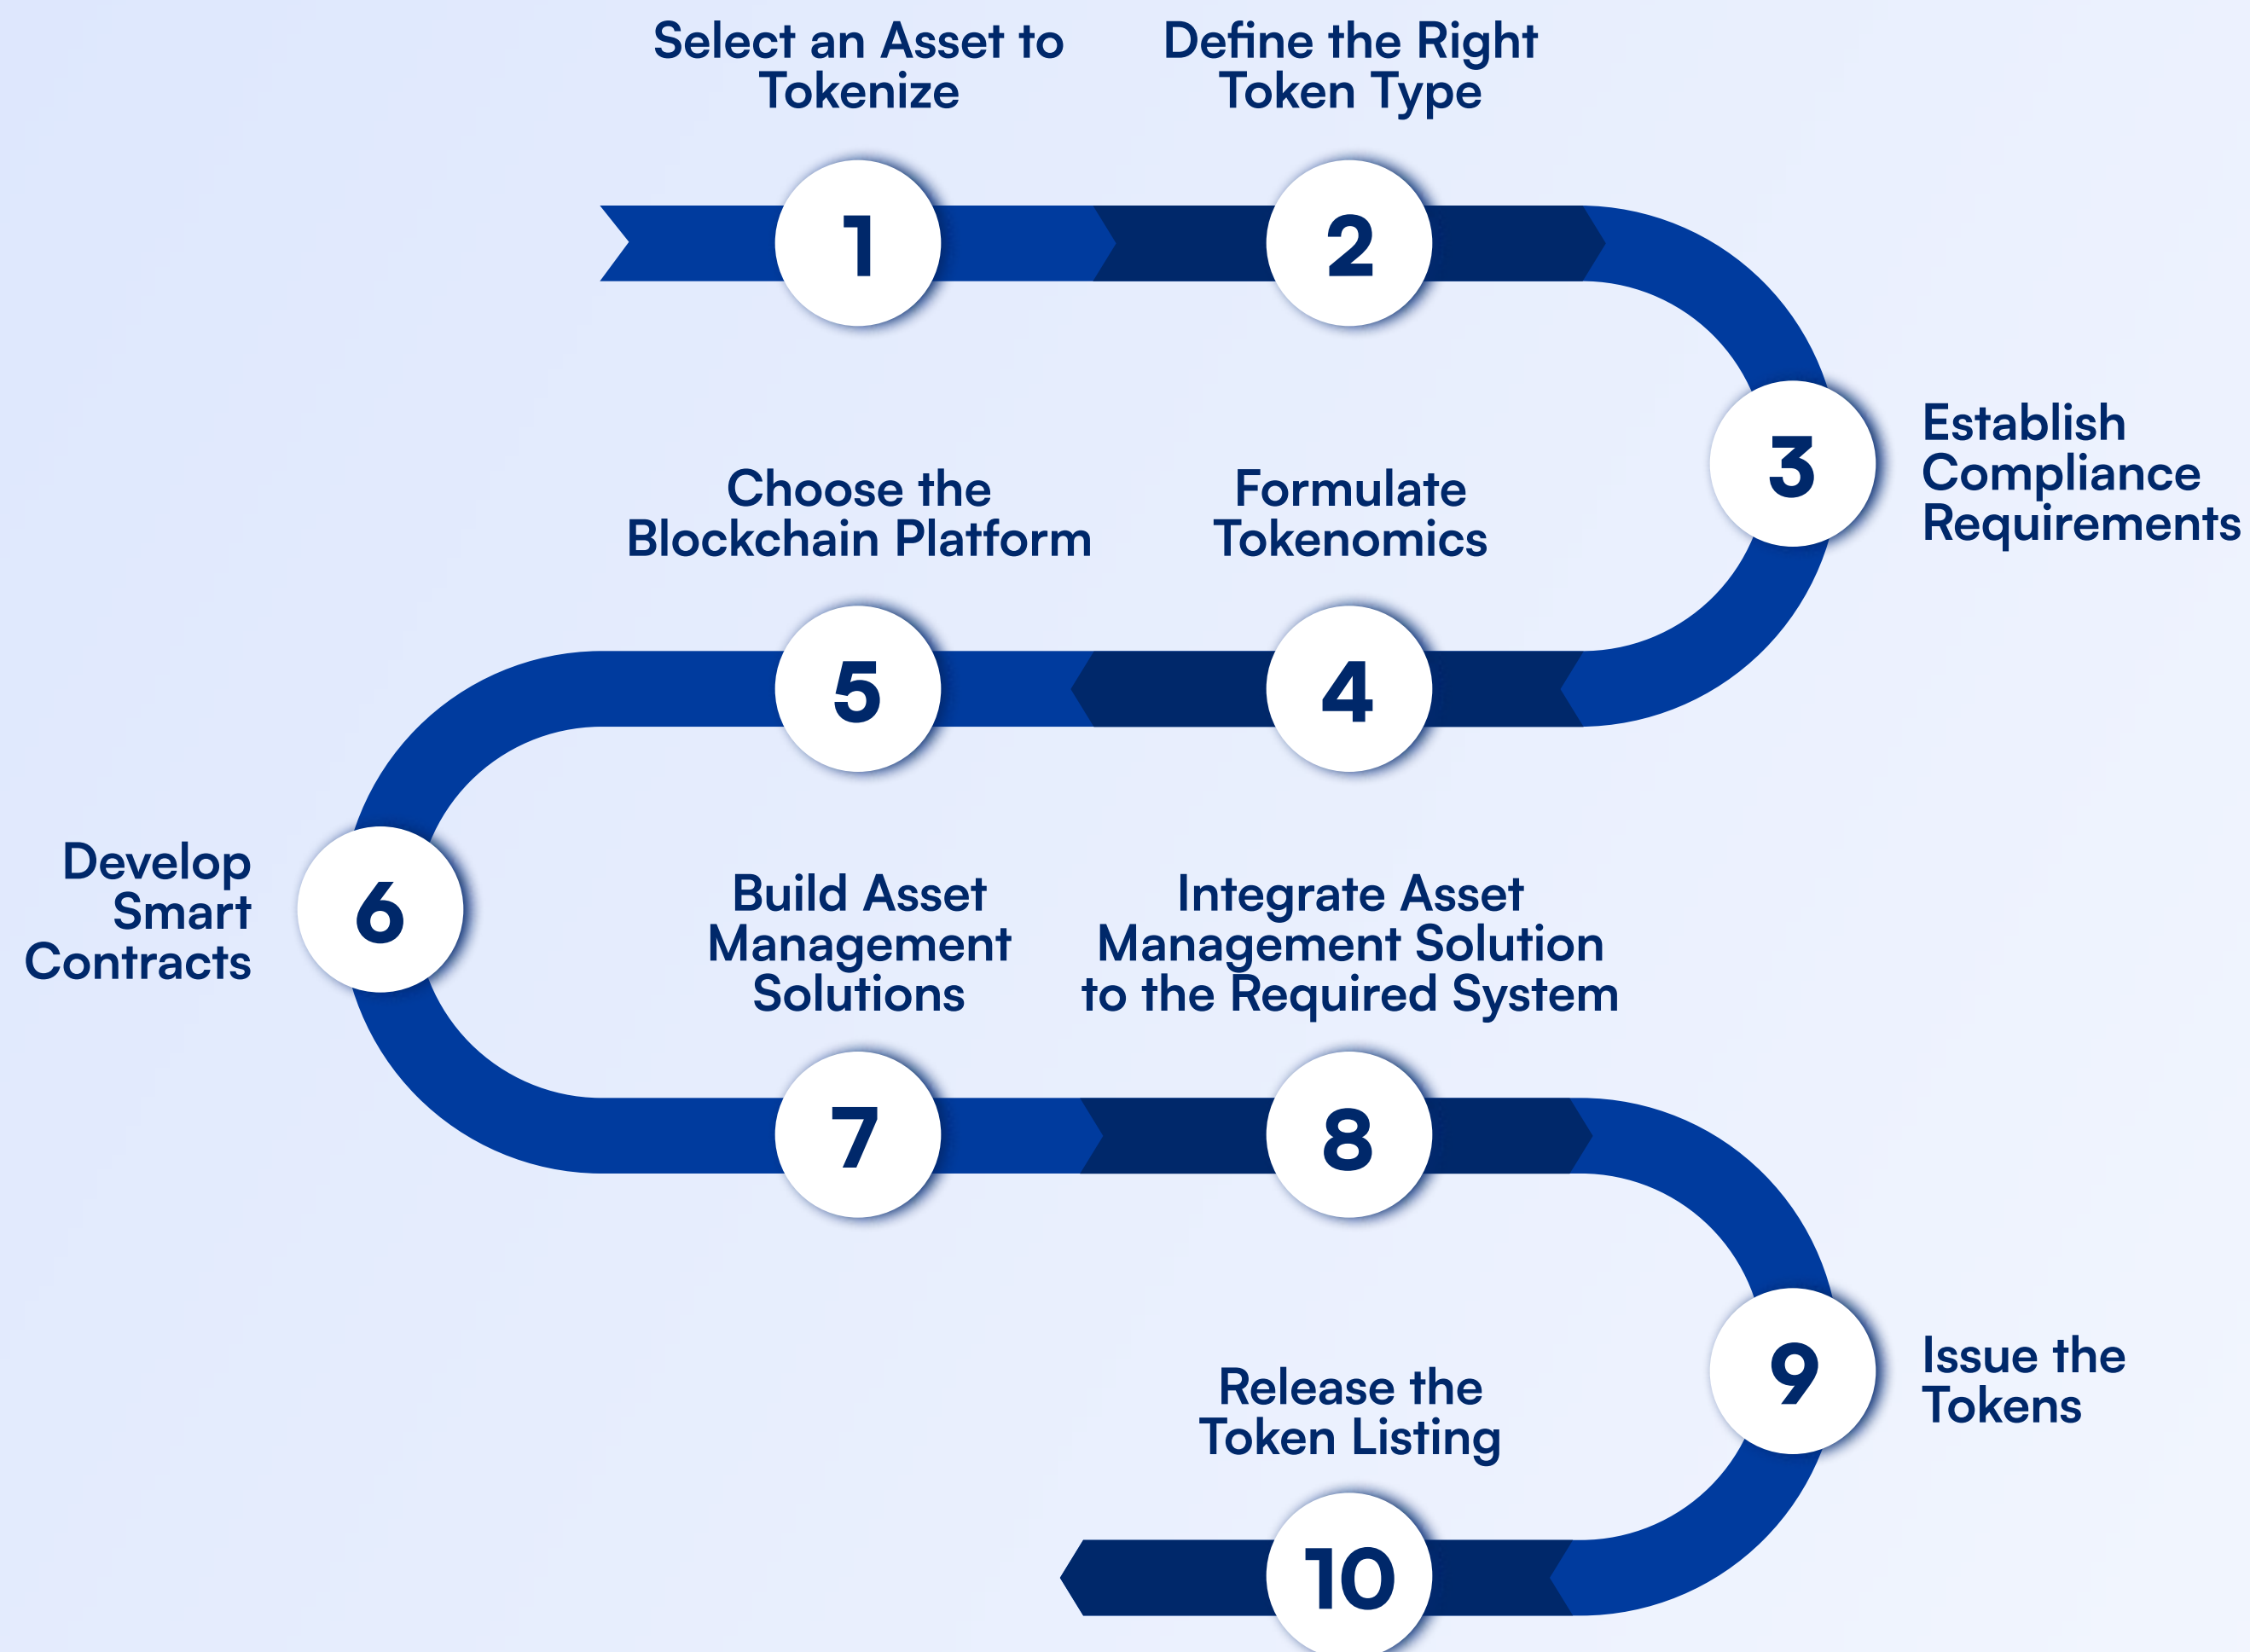 Select an Asset to
Tokenize
1
Define the Right
Token Type
2
3
Establish
Compliance
Requirements
Formulate
Tokenomics
4
Choose the
Blockchain Platform
5
Develop
Smart
Contracts
6
Build Asset
Management
Solutions
7
Integrate Asset
Management Solution
to the Required System
8
9
Issue the
Tokens
Release the
Token Listing
10